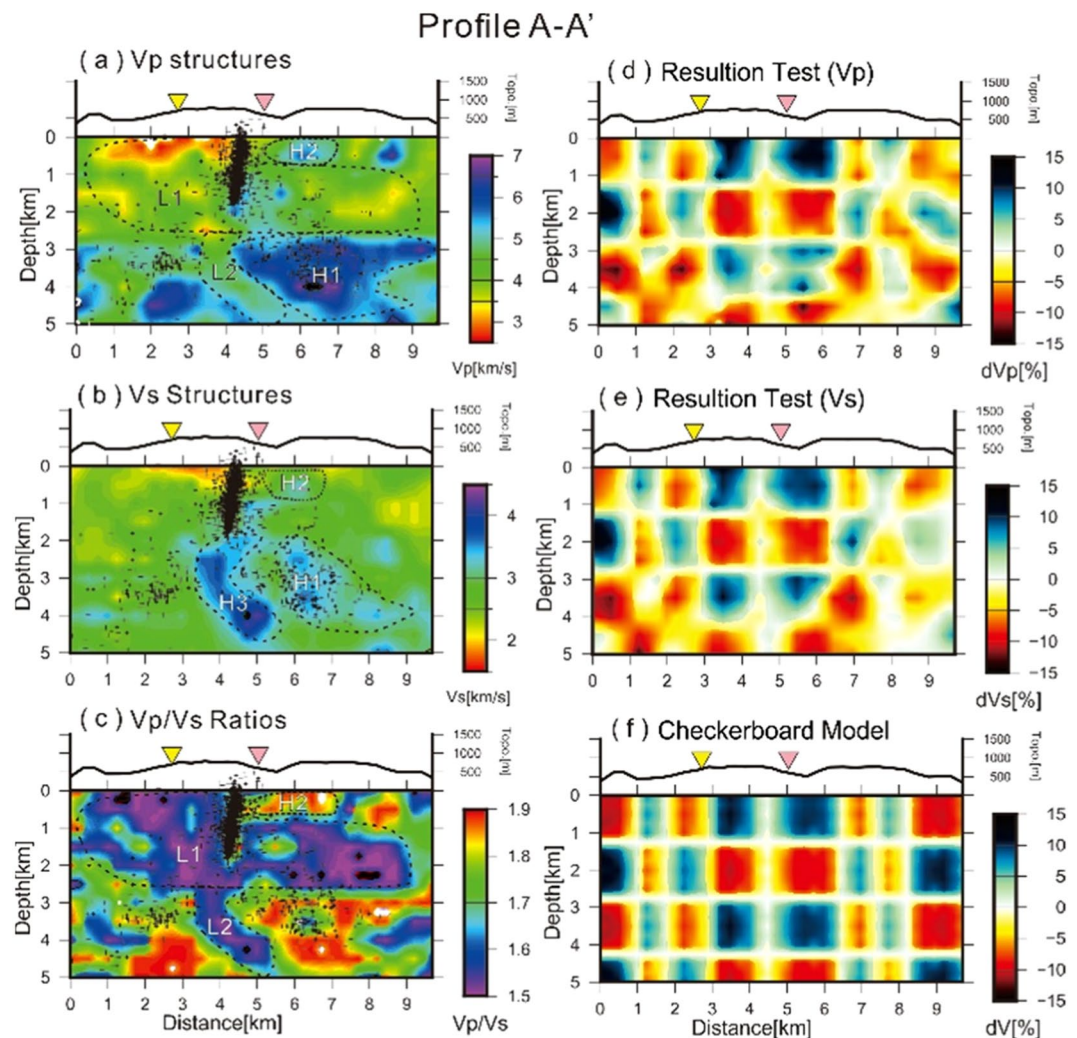 Profile A-A'
( a ) Vp structures
1500
1000
500
Topo.[m]
0
1
2
3
4
5
Depth[km]
L1
H2
L2
H1
0 1 2 3 4 5 6 7 8 9
7
6
5
4
3
Vp[km/s]
( b ) Vs Structures
1500
1000
500
Topo.[m]
0
1
2
3
4
5
Depth[km]
H2
H1
H3
0 1 2 3 4 5 6 7 8 9
4
3
2
Vs[km/s]
( c ) Vp/Vs Ratios
1500
1000
500
Topo.[m]
0
1
2
3
4
5
Depth[km]
H2
L1
L2
0 1 2 3 4 5 6 7 8 9
Distance[km]
1.9
1.8
1.7
1.6
1.5
Vp/Vs
( d ) Resultion Test (Vp)
1500
1000
500
Topo.[m]
0
1
2
3
4
5
Depth[km]
0 1 2 3 4 5 6 7 8 9
15
10
5
0
−5
−10
−15
dVp[%]
( e ) Resultion Test (Vs)
1500
1000
500
Topo.[m]
0
1
2
3
4
5
Depth[km]
0 1 2 3 4 5 6 7 8 9
15
10
5
0
−5
−10
−15
dVs[%]
( f ) Checkerboard Model
1500
1000
500
Topo.[m]
0
1
2
3
4
5
Depth[km]
0 1 2 3 4 5 6 7 8 9
Distance[km]
15
10
5
0
−5
−10
−15
dV[%]